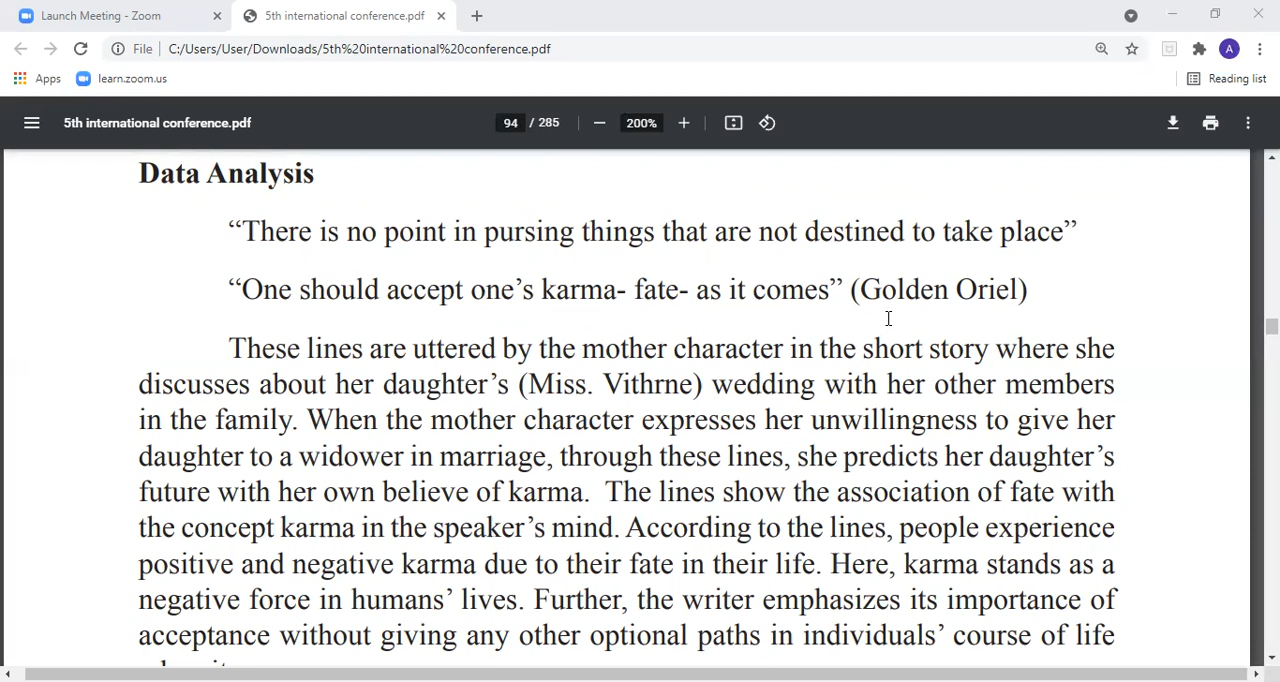 Launch Meeting - Zoom
5th international conference.pdf
File
C:/Users/User/Downloads/5th%20international%20conference.pdf
A
Apps
learn.zoom.us
Reading list
5th international conference.pdf
94 / 285
200%
Data Analysis
“There is no point in pursing things that are not destined to take place”
“One should accept one’s karma- fate- as it comes” (Golden Oriel)
These lines are uttered by the mother character in the short story where she
discusses about her daughter’s (Miss. Vithrne) wedding with her other members
in the family. When the mother character expresses her unwillingness to give her
daughter to a widower in marriage, through these lines, she predicts her daughter’s
future with her own believe of karma.  The lines show the association of fate with
the concept karma in the speaker’s mind. According to the lines, people experience
positive and negative karma due to their fate in their life. Here, karma stands as a
negative force in humans’ lives. Further, the writer emphasizes its importance of
acceptance without giving any other optional paths in individuals’ course of life